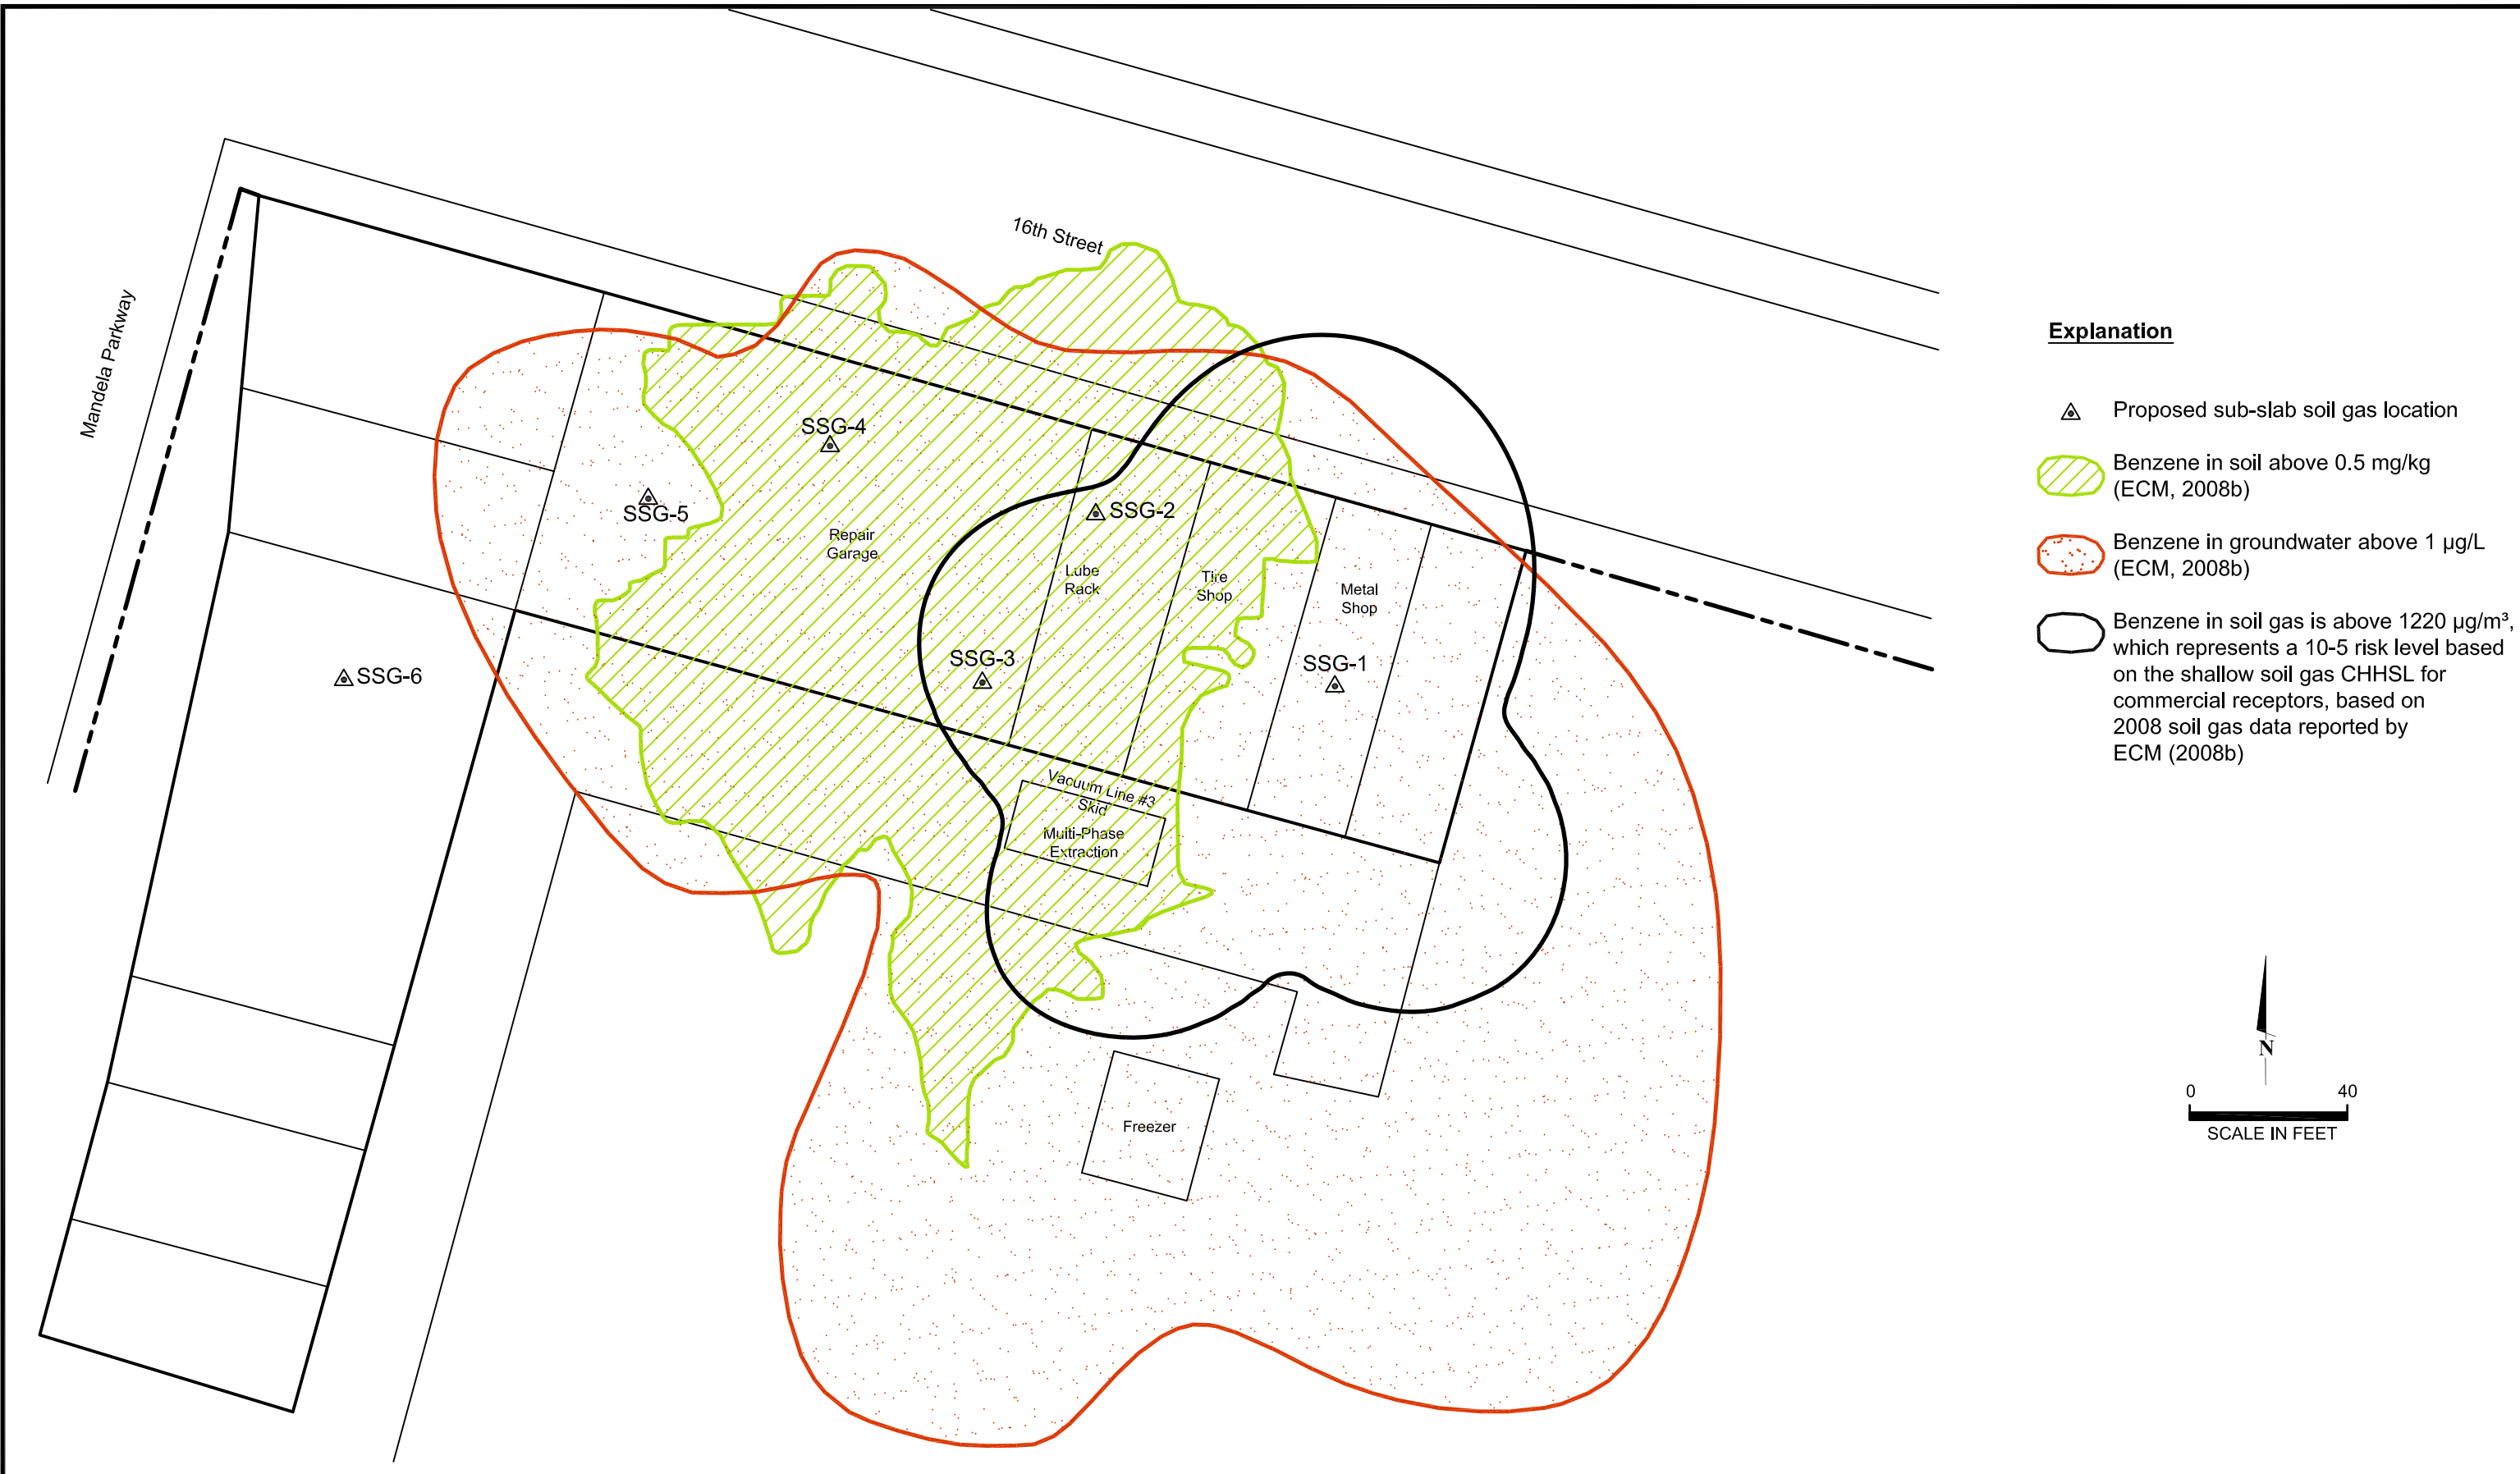 16th Street
Mandela Parkway
SSG-4
SSG-5
SSG-2
Repair
Garage
Lube
Rack
Tire
Shop
Metal
Shop
SSG-3
SSG-1
SSG-6
Vacuum Line #3
Skid
Multi-Phase
Extraction
Freezer
Explanation
Proposed sub-slab soil gas location
Benzene in soil above 0.5 mg/kg
(ECM, 2008b)
Benzene in groundwater above 1 µg/L
(ECM, 2008b)
Benzene in soil gas is above 1220 µg/m³,
which represents a 10-5 risk level based
on the shallow soil gas CHHSL for
commercial receptors, based on
2008 soil gas data reported by
ECM (2008b)
N
0 40
SCALE IN FEET